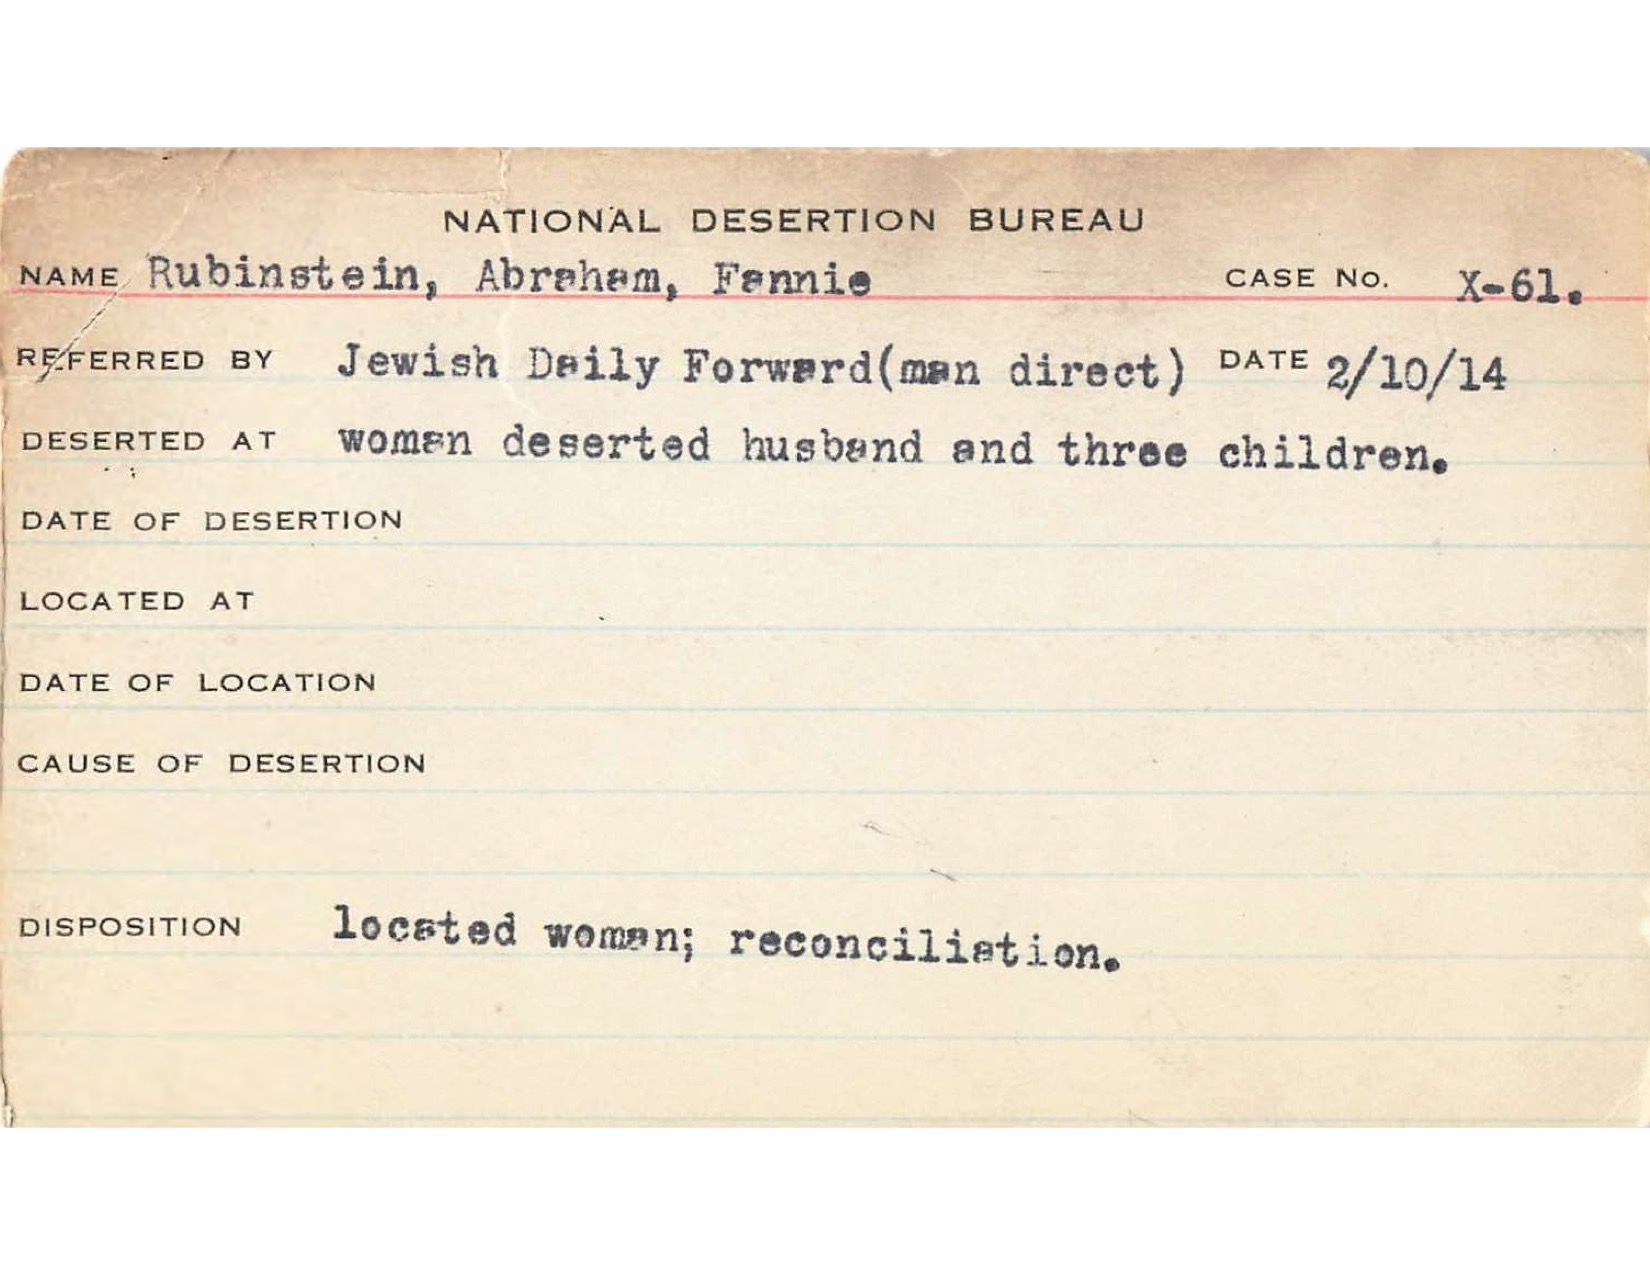 NATIONAL DESERTION BUREAU
NAME Rubinstein, Abraham, Fannie CASE No. X-61.
REFERRED BY Jewish Daily Forward(man direct) DATE 2/10/14
DESERTED AT woman deserted husband and three children.
DATE OF DESERTION
LOCATED AT
DATE OF LOCATION
CAUSE OF DESERTION
DISPOSITION located woman; reconciliation.